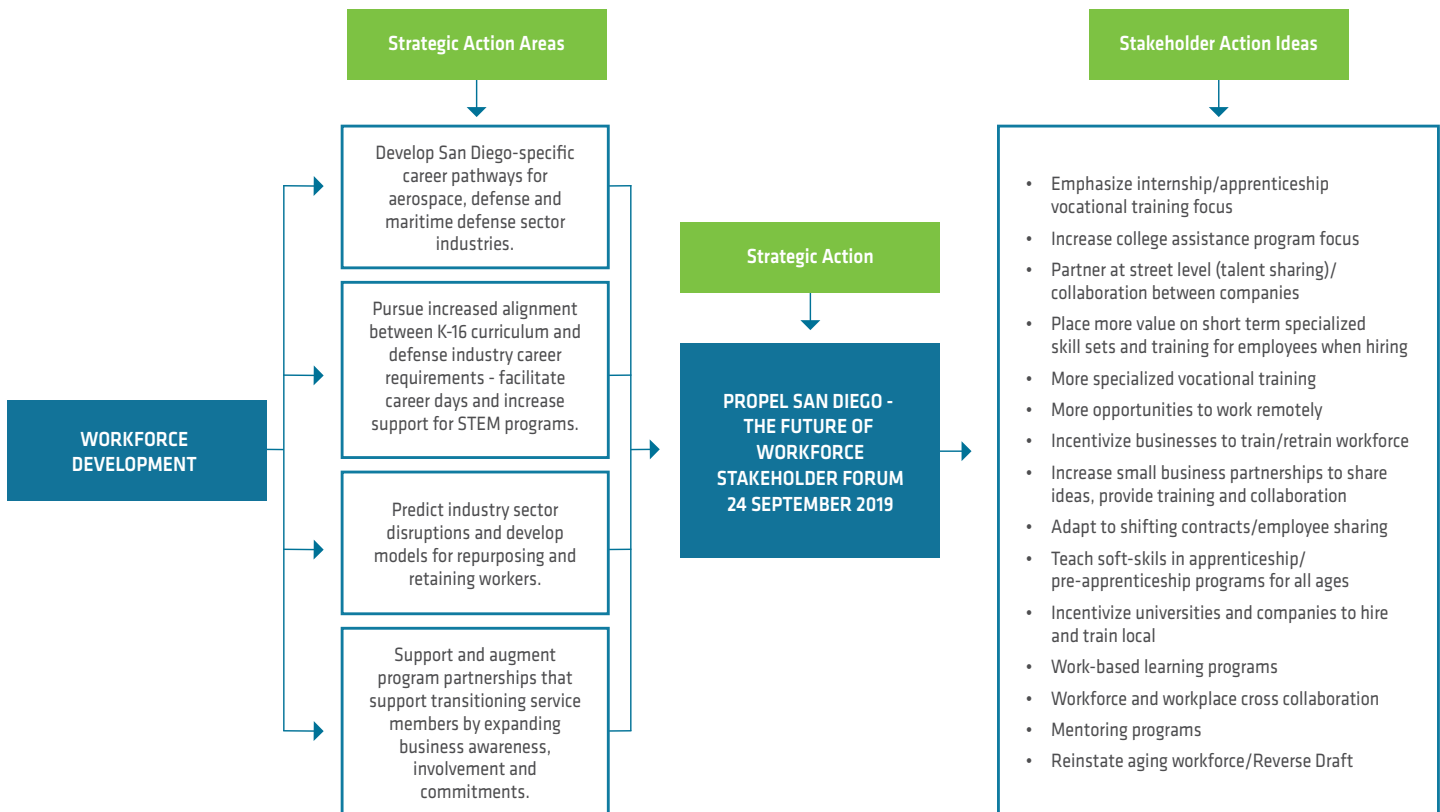 Strategic Action Areas
Stakeholder Action Ideas
WORKFORCE
DEVELOPMENT
Develop San Diego-specific
career pathways for
aerospace, defense and
maritime defense sector
industries.
Pursue increased alignment
between K-16 curriculum and
defense industry career
requirements - facilitate
career days and increase
support for STEM programs.
Predict industry sector
disruptions and develop
models for repurposing and
retaining workers.
Support and augment
program partnerships that
support transitioning service
members by expanding
business awareness,
involvement and
commitments.
Strategic Action
PROPEL SAN DIEGO -
THE FUTURE OF
WORKFORCE
STAKEHOLDER FORUM
24 SEPTEMBER 2019
• Emphasize internship/apprenticeship
vocational training focus
• Increase college assistance program focus
• Partner at street level (talent sharing)/
collaboration between companies
• Place more value on short term specialized
skill sets and training for employees when hiring
• More specialized vocational training
• More opportunities to work remotely
• Incentivize businesses to train/retrain workforce
• Increase small business partnerships to share
ideas, provide training and collaboration
• Adapt to shifting contracts/employee sharing
• Teach soft-skils in apprenticeship/
pre-apprenticeship programs for all ages
• Incentivize universities and companies to hire
and train local
• Work-based learning programs
• Workforce and workplace cross collaboration
• Mentoring programs
• Reinstate aging workforce/Reverse Draft